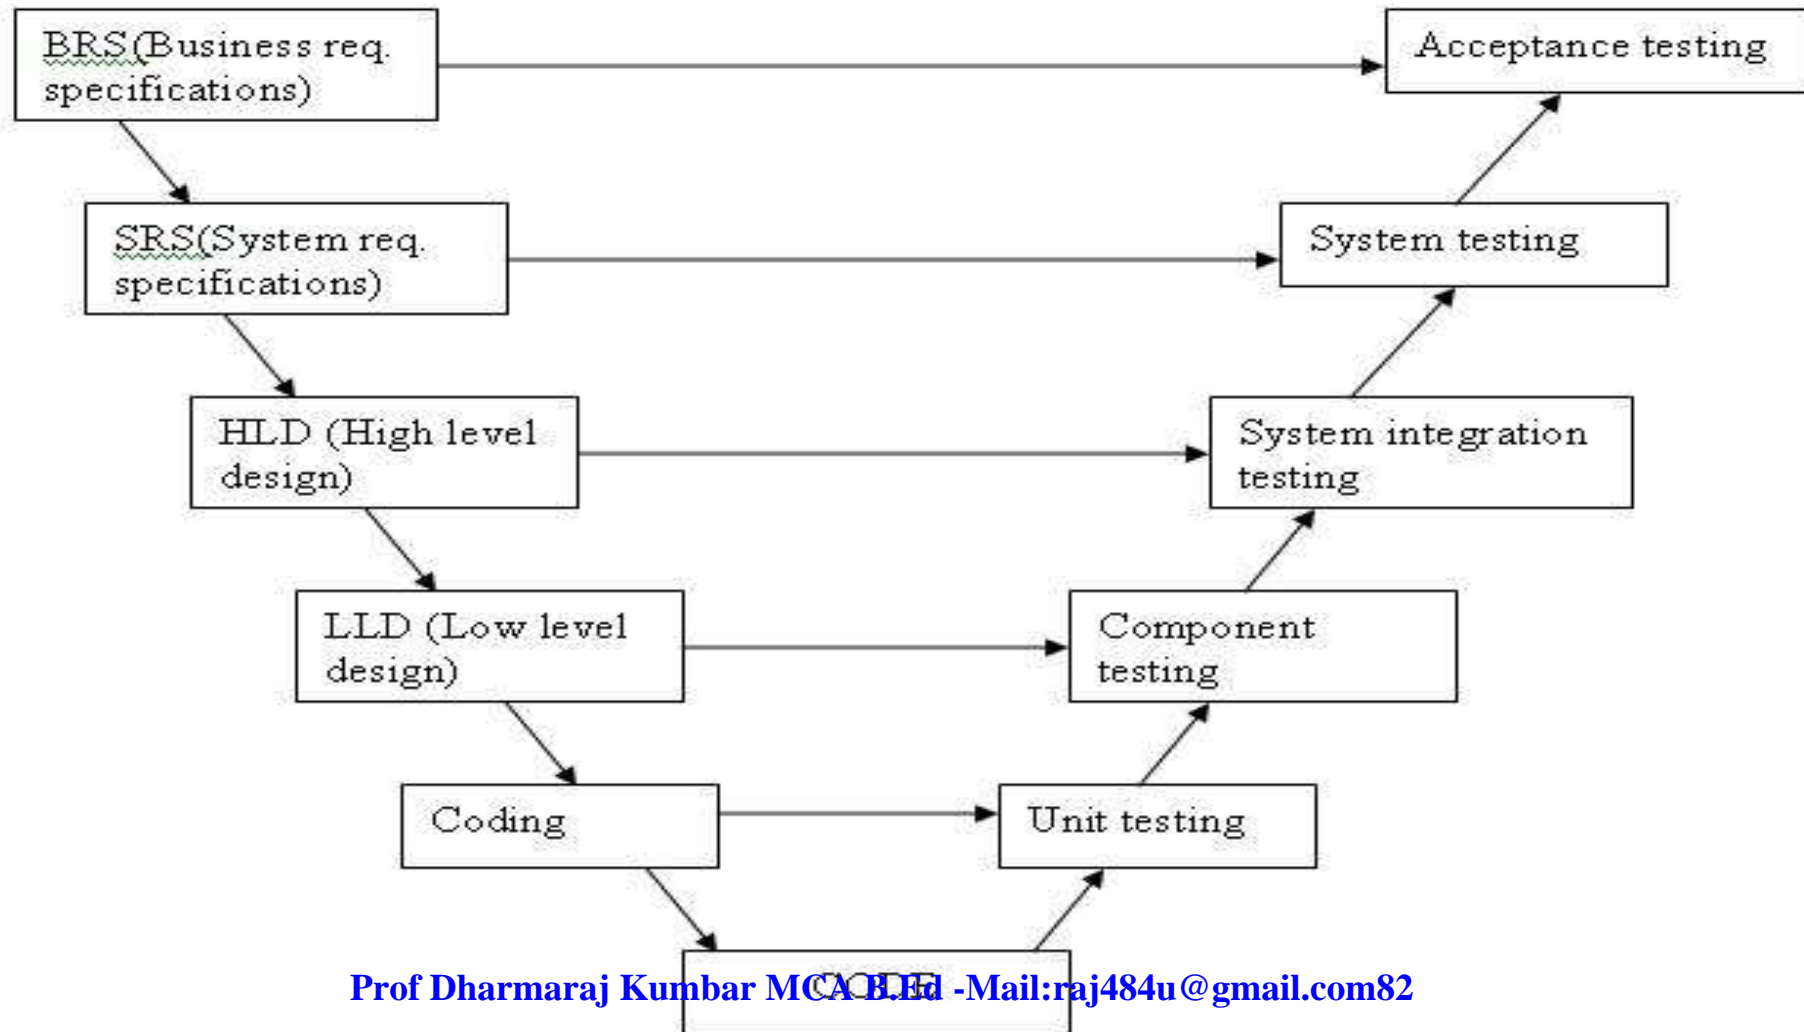 BRS(Business req.
specifications)
Acceptance testing
SRS(System req.
specifications)
System testing
HLD (High level
design)
System integration
testing
LLD (Low level
design)
Component
testing
Coding
Unit testing
CODE
Prof Dharmaraj Kumbar MCA B.Ed -Mail:raj484u@gmail.com82